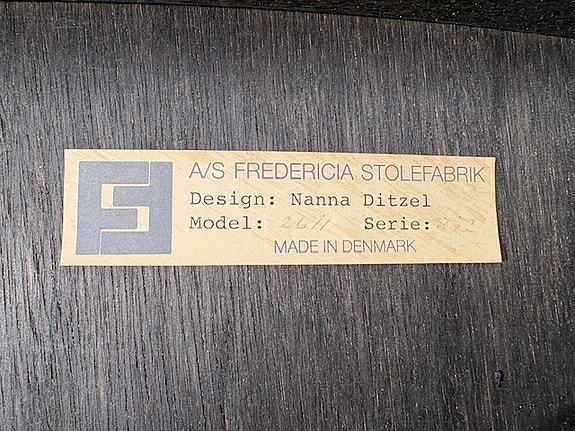 A/S FREDERICIA STOLEFABRIK
Design: Nanna Ditzel
Model: 2611 Serie:
MADE IN DENMARK